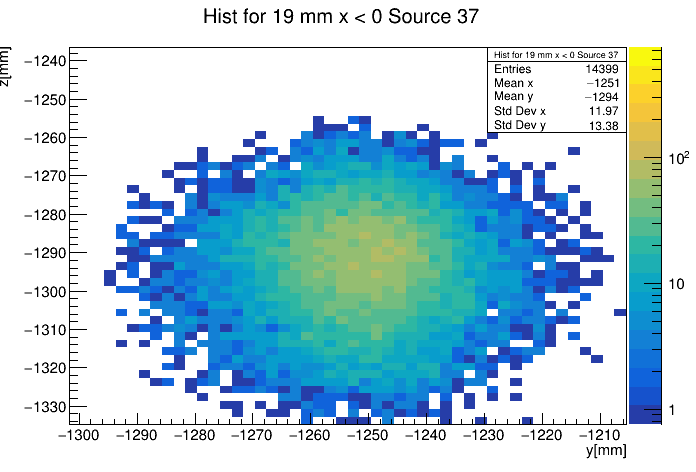 Hist for 19 mm x < 0 Source 37
z[mm]
−1240
−1250
−1260
−1270
−1280
−1290
−1300
−1310
−1320
−1330
Hist for 19 mm x < 0 Source 37
Entries 14399
Mean x −1251
Mean y −1294
Std Dev x 11.97
Std Dev y 13.38
10²
10
1
−1300 −1290 −1280 −1270 −1260 −1250 −1240 −1230 −1220 −1210
y[mm]